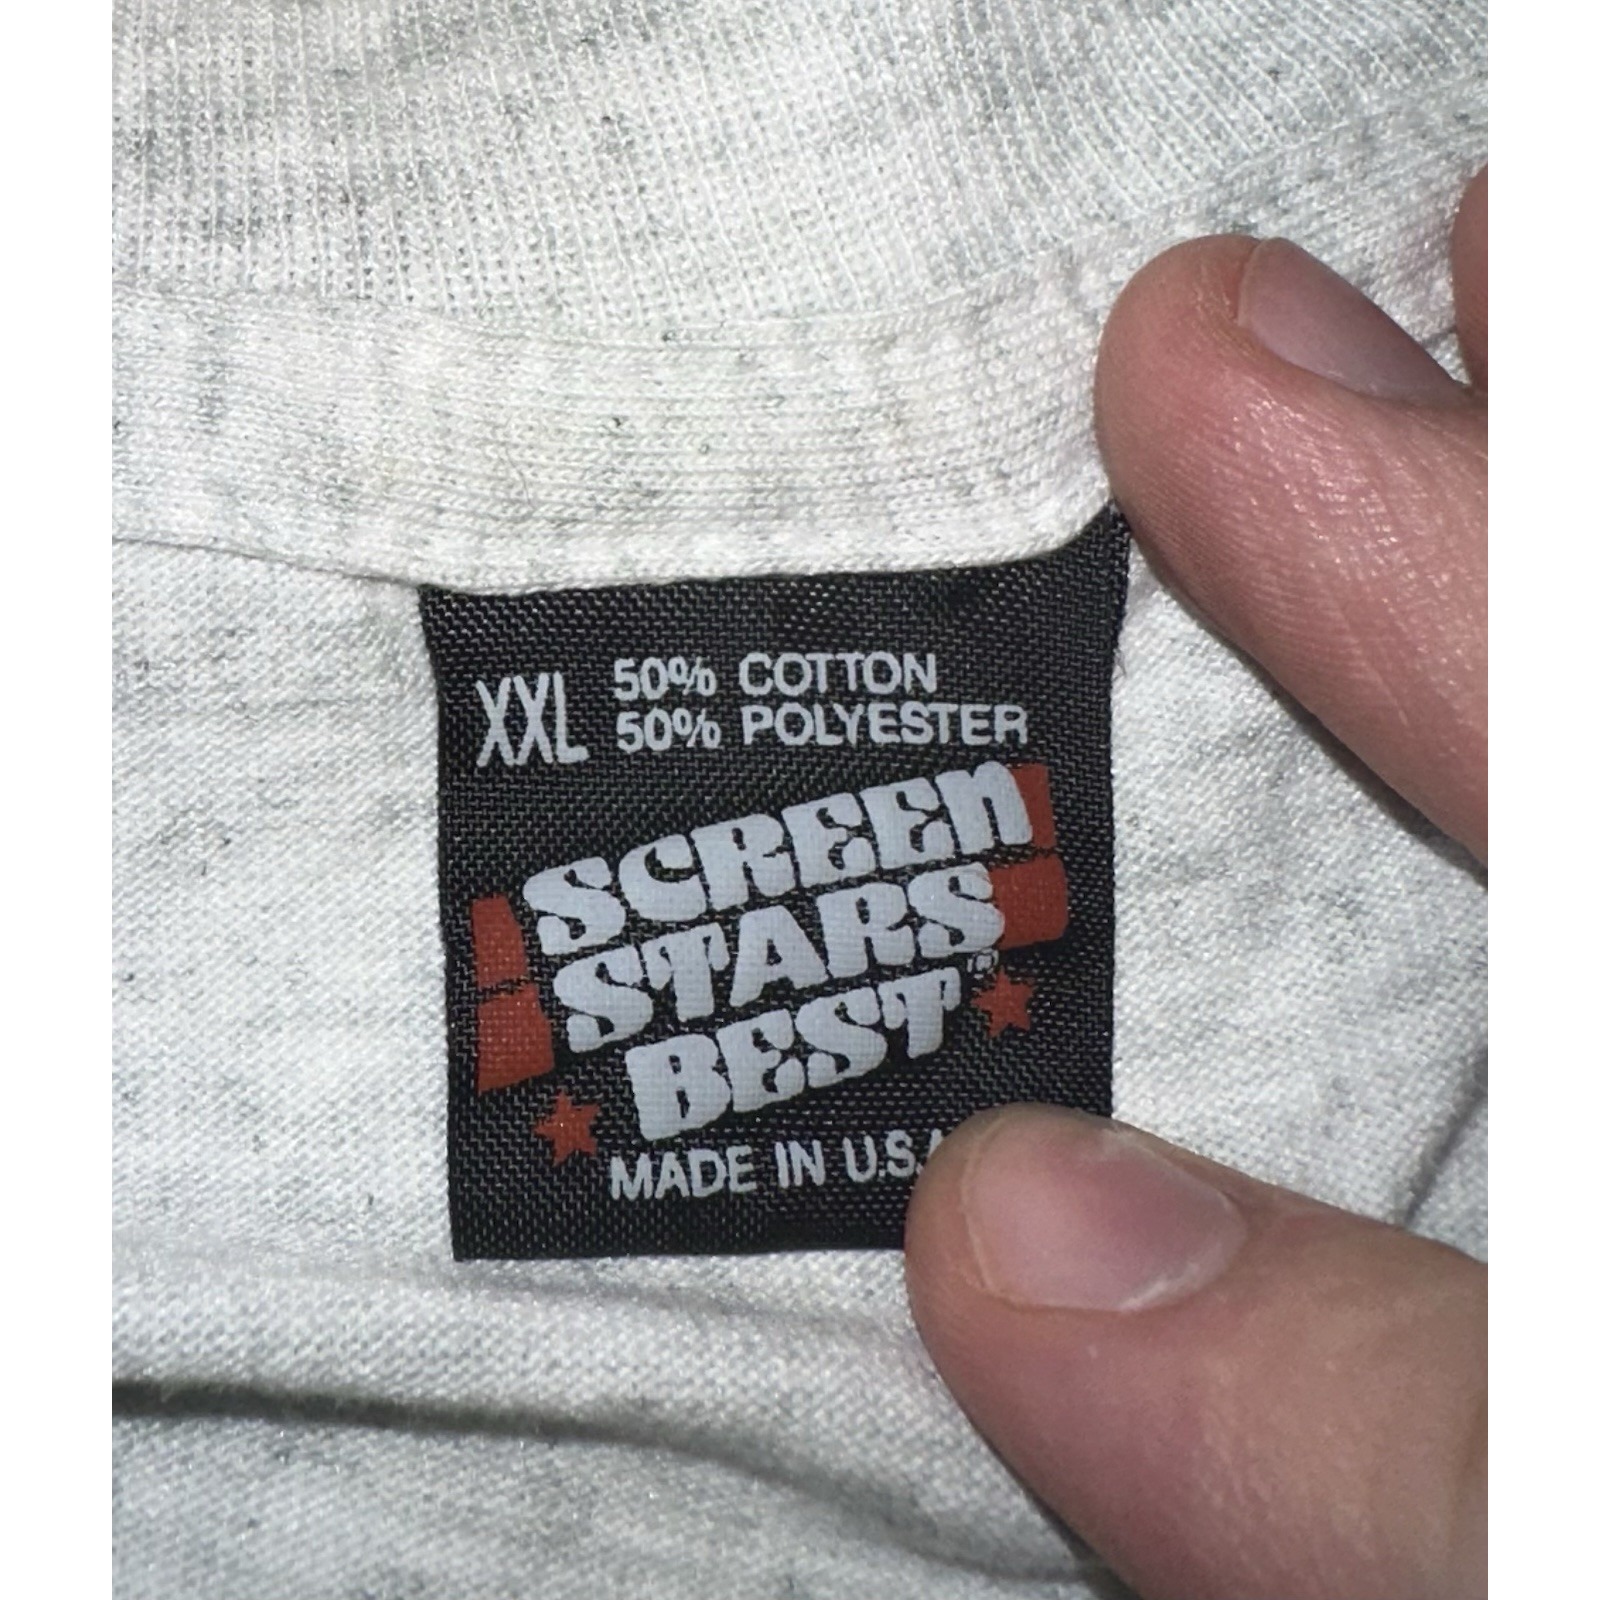 XXL
50% COTTON
50% POLYESTER
SCREEN
STARS
BEST®
MADE IN U.S.A